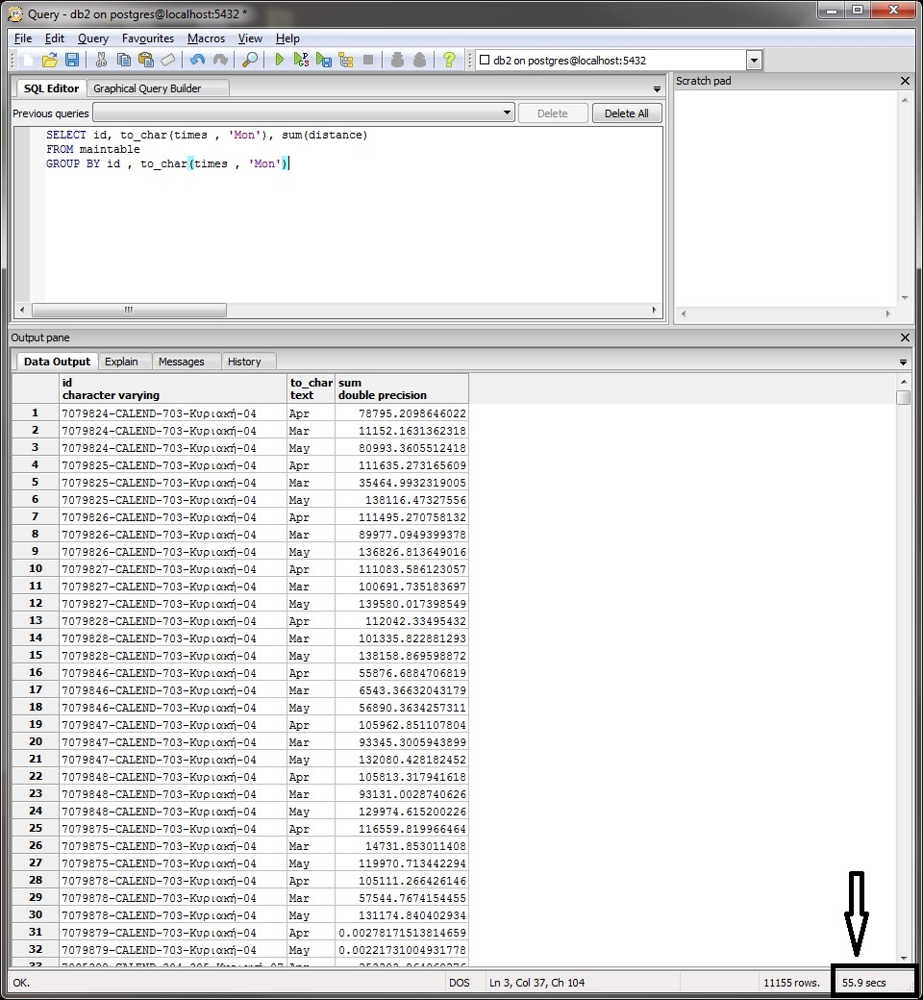 Query - db2 on postgres@localhost:5432 *
File Edit Query Favourites Macros View Help
db2 on postgres@localhost:5432
SQL Editor Graphical Query Builder
Scratch pad
Previous queries Delete Delete All
SELECT id, to_char(times , 'Mon'), sum(distance)
FROM maintable
GROUP BY id , to_char(times , 'Mon')
Output pane
Data Output Explain Messages History
id to_char sum
character varying text double precision
1 7079824-CALEND-703-Κυριακή-04 Apr 78795.2098646022
2 7079824-CALEND-703-Κυριακή-04 Mar 11152.1631362318
3 7079824-CALEND-703-Κυριακή-04 May 80993.3605512418
4 7079825-CALEND-703-Κυριακή-04 Apr 111635.273165609
5 7079825-CALEND-703-Κυριακή-04 Mar 35464.9932319005
6 7079825-CALEND-703-Κυριακή-04 May 138116.47327556
7 7079826-CALEND-703-Κυριακή-04 Apr 111495.270758132
8 7079826-CALEND-703-Κυριακή-04 Mar 89977.0949399378
9 7079826-CALEND-703-Κυριακή-04 May 136826.813649016
10 7079827-CALEND-703-Κυριακή-04 Apr 111083.586123057
11 7079827-CALEND-703-Κυριακή-04 Mar 100691.735183697
12 7079827-CALEND-703-Κυριακή-04 May 139580.017398549
13 7079828-CALEND-703-Κυριακή-04 Apr 112042.33495432
14 7079828-CALEND-703-Κυριακή-04 Mar 101335.822881293
15 7079828-CALEND-703-Κυριακή-04 May 138158.869598872
16 7079846-CALEND-703-Κυριακή-04 Apr 55876.6884706819
17 7079846-CALEND-703-Κυριακή-04 Mar 6543.36632043179
18 7079846-CALEND-703-Κυριακή-04 May 56890.3634257311
19 7079847-CALEND-703-Κυριακή-04 Apr 105962.851107804
20 7079847-CALEND-703-Κυριακή-04 Mar 93345.3005943899
21 7079847-CALEND-703-Κυριακή-04 May 132080.428182452
22 7079848-CALEND-703-Κυριακή-04 Apr 105813.317941618
23 7079848-CALEND-703-Κυριακή-04 Mar 93131.0028740626
24 7079848-CALEND-703-Κυριακή-04 May 129974.615200226
25 7079875-CALEND-703-Κυριακή-04 Apr 116559.819966464
26 7079875-CALEND-703-Κυριακή-04 Mar 14731.853011408
27 7079875-CALEND-703-Κυριακή-04 May 119970.713442294
28 7079878-CALEND-703-Κυριακή-04 Apr 105111.266426146
29 7079878-CALEND-703-Κυριακή-04 Mar 57544.7674154455
30 7079878-CALEND-703-Κυριακή-04 May 131174.840402934
31 7079879-CALEND-703-Κυριακή-04 Apr 0.00278171513814659
32 7079879-CALEND-703-Κυριακή-04 May 0.00221731004931778
OK. DOS Ln 3, Col 37, Ch 104 11155 rows. 55.9 secs